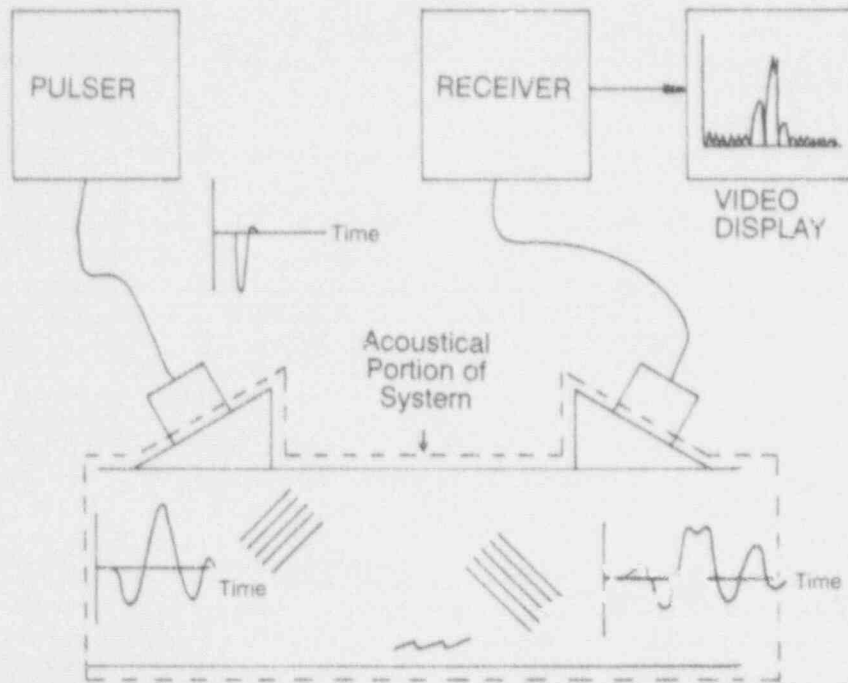 PULSER
RECEIVER
VIDEO
DISPLAY
Time
Acoustical
Portion of
System
Time
Time